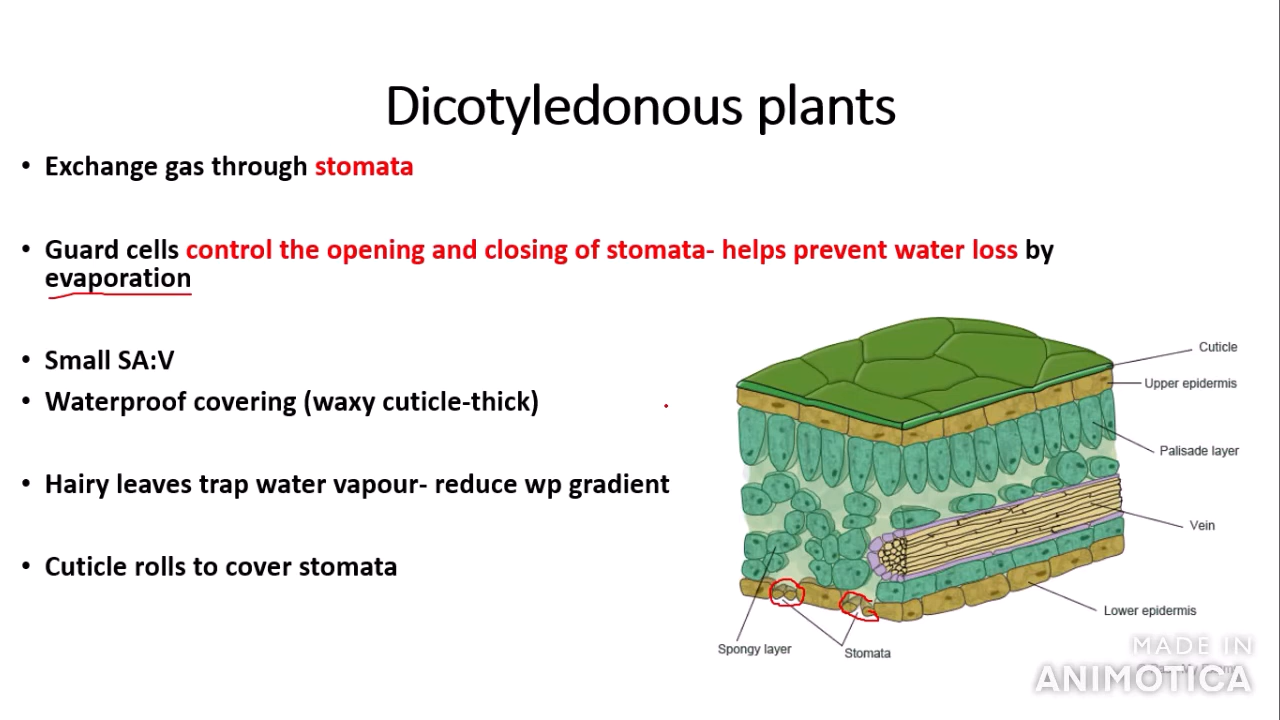 Dicotyledonous plants
• Exchange gas through stomata
• Guard cells control the opening and closing of stomata- helps prevent water loss by
evaporation
• Small SA:V
• Waterproof covering (waxy cuticle-thick)
• Hairy leaves trap water vapour- reduce wp gradient
• Cuticle rolls to cover stomata
Cuticle
Upper epidermis
Palisade layer
Vein
Lower epidermis
Spongy layer
Stomata
MADE IN
ANIMOTICA